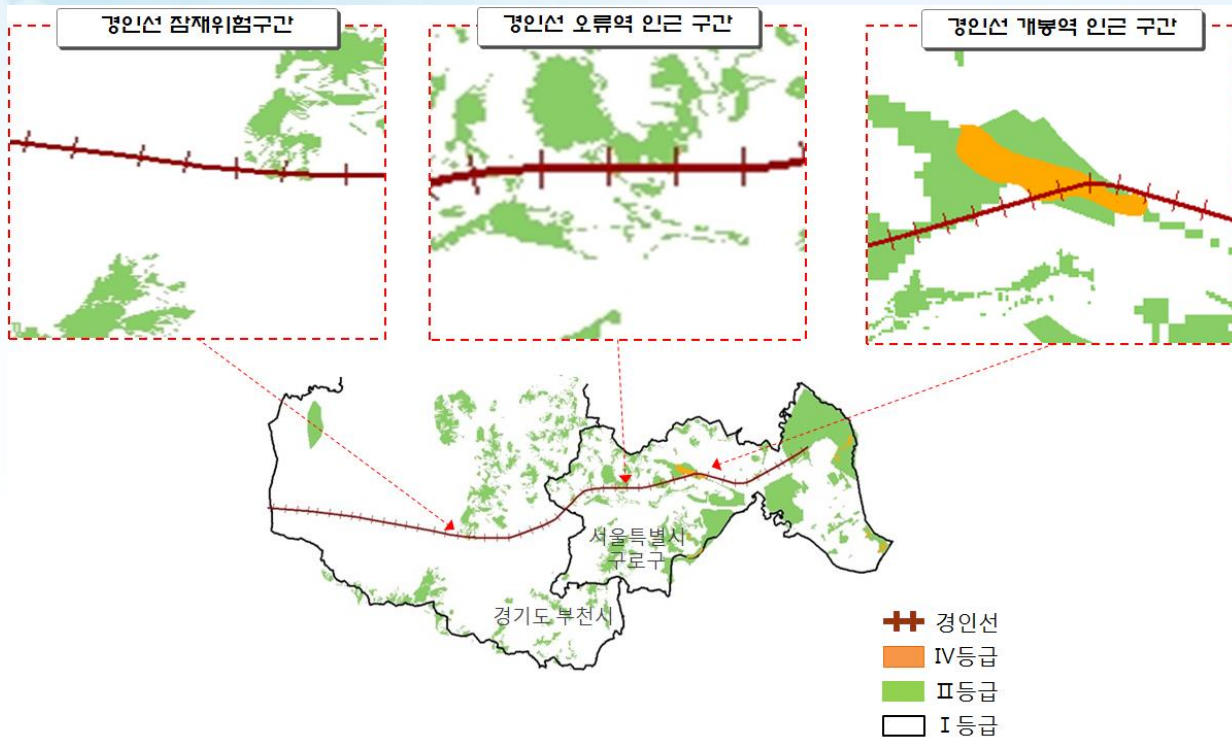 경인선 잠재위험구간
경인선 오류역 인근 구간
경인선 개봉역 인근 구간
서울특별시
구로구
경기도 부천시
경인선
Ⅳ등급
Ⅱ등급
Ⅰ등급